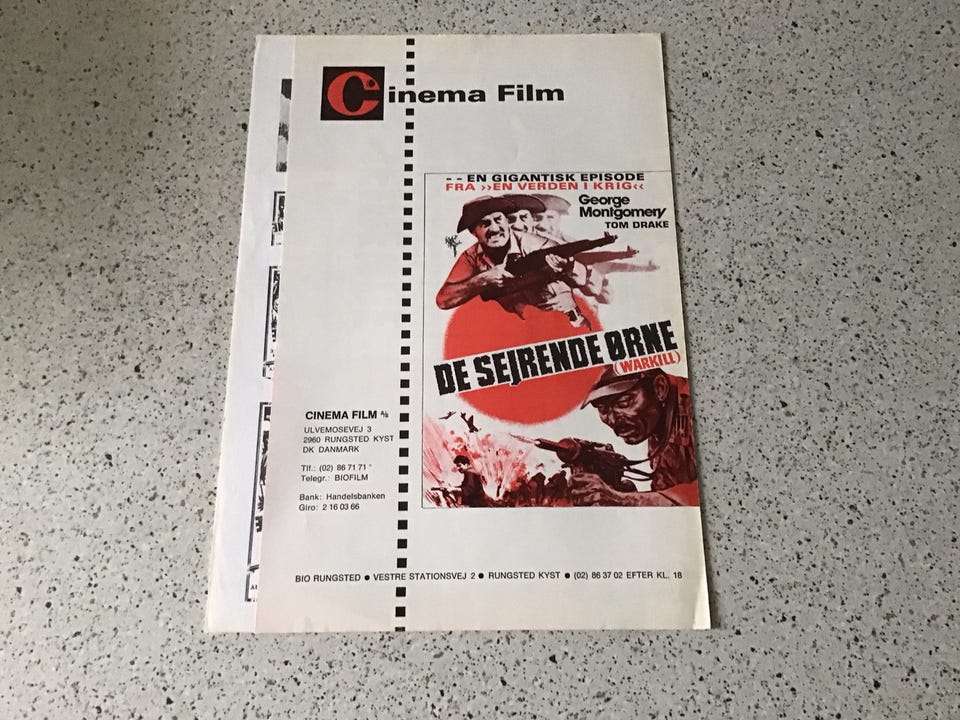 Cinema Film
-- EN GIGANTISK EPISODE
FRA »EN VERDEN I KRIG«
George
Montgomery
TOM DRAKE
DE SEJRENDE ØRNE
(WARKILL)
CINEMA FILM A/S
ULVEMOSEVEJ 3
2960 RUNGSTED KYST
DK DANMARK
Tlf.: (02) 86 71 71
Telegr.: BIOFILM
Bank: Handelsbanken
Giro: 2 16 03 66
BIO RUNGSTED ● VESTRE STATIONSVEJ 2 ● RUNGSTED KYST ● (02) 86 37 02 EFTER KL. 18